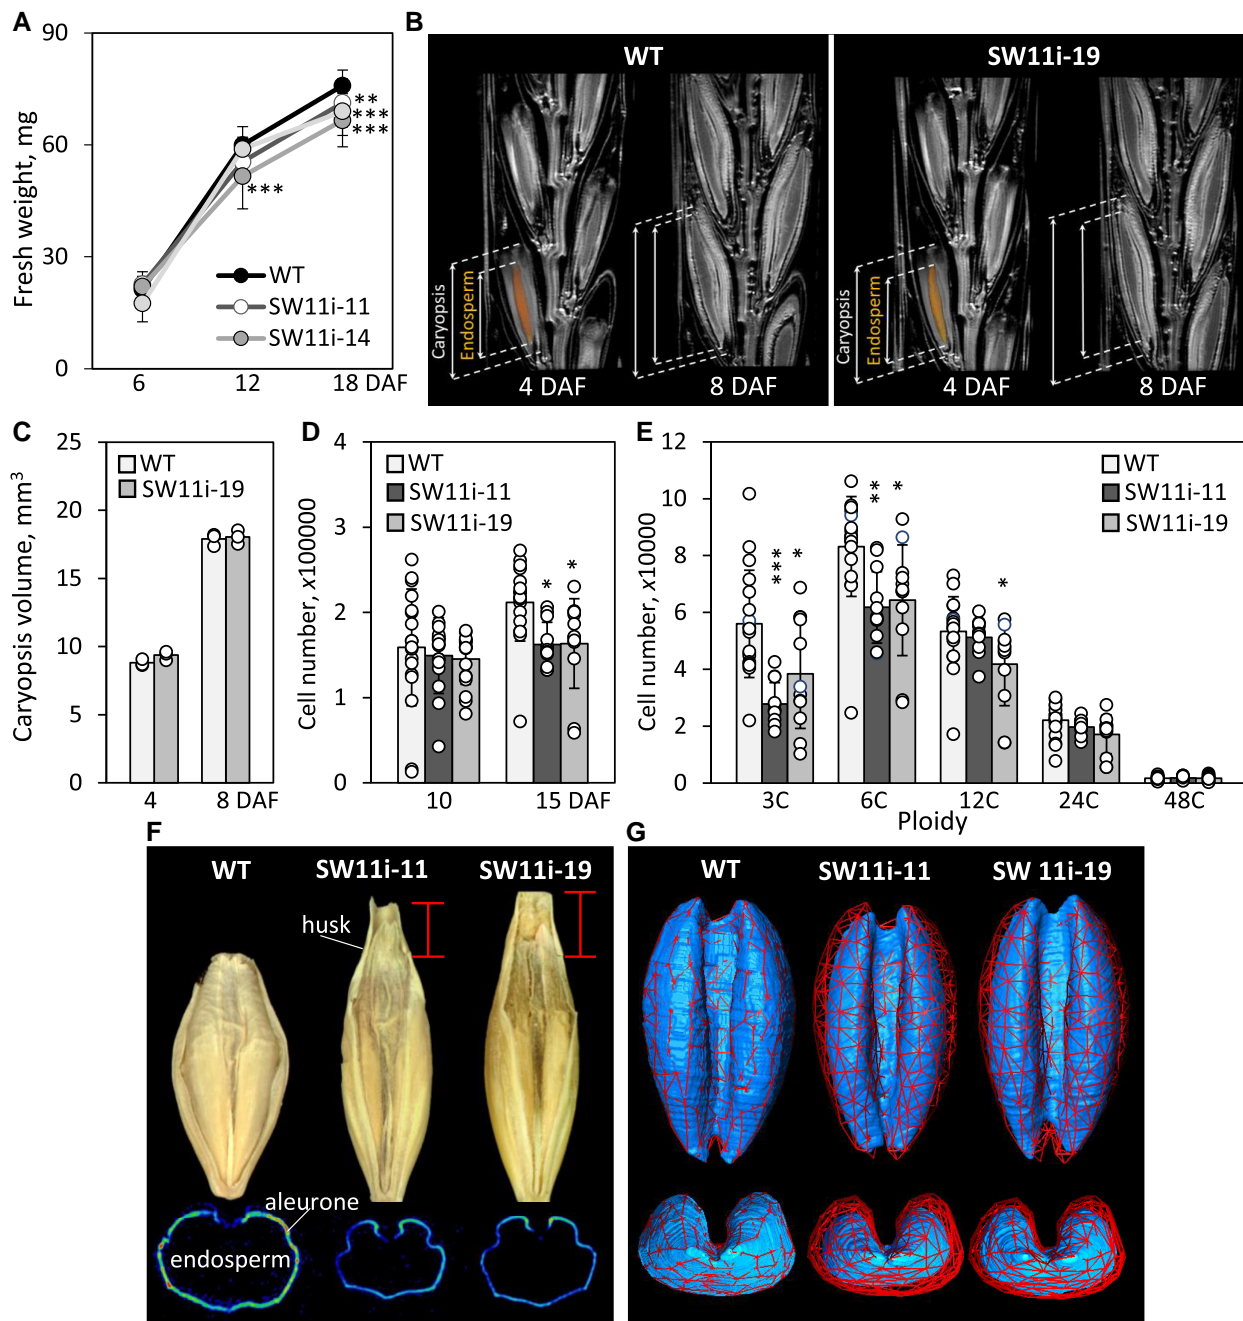 A
Fresh weight, mg
90
60
30
0
**
***
***
***
WT
SW11i-11
SW11i-14
6 12 18 DAF
B
WT SW11i-19
Caryopsis
Endosperm
4 DAF 8 DAF
Caryopsis
Endosperm
4 DAF 8 DAF
C
Caryopsis volume, mm³
25
20
15
10
5
0
WT
SW11i-19
4 8 DAF
D
Cell number, x100000
4
3
2
1
0
WT
SW11i-11
SW11i-19
* *
10 15 DAF
E
Cell number, x10000
12
10
8
6
4
2
0
WT
SW11i-11
SW11i-19
*** * ** * *
3C 6C 12C 24C 48C
Ploidy
F
WT SW11i-11 SW11i-19
husk
aleurone
endosperm
G
WT SW11i-11 SW 11i-19